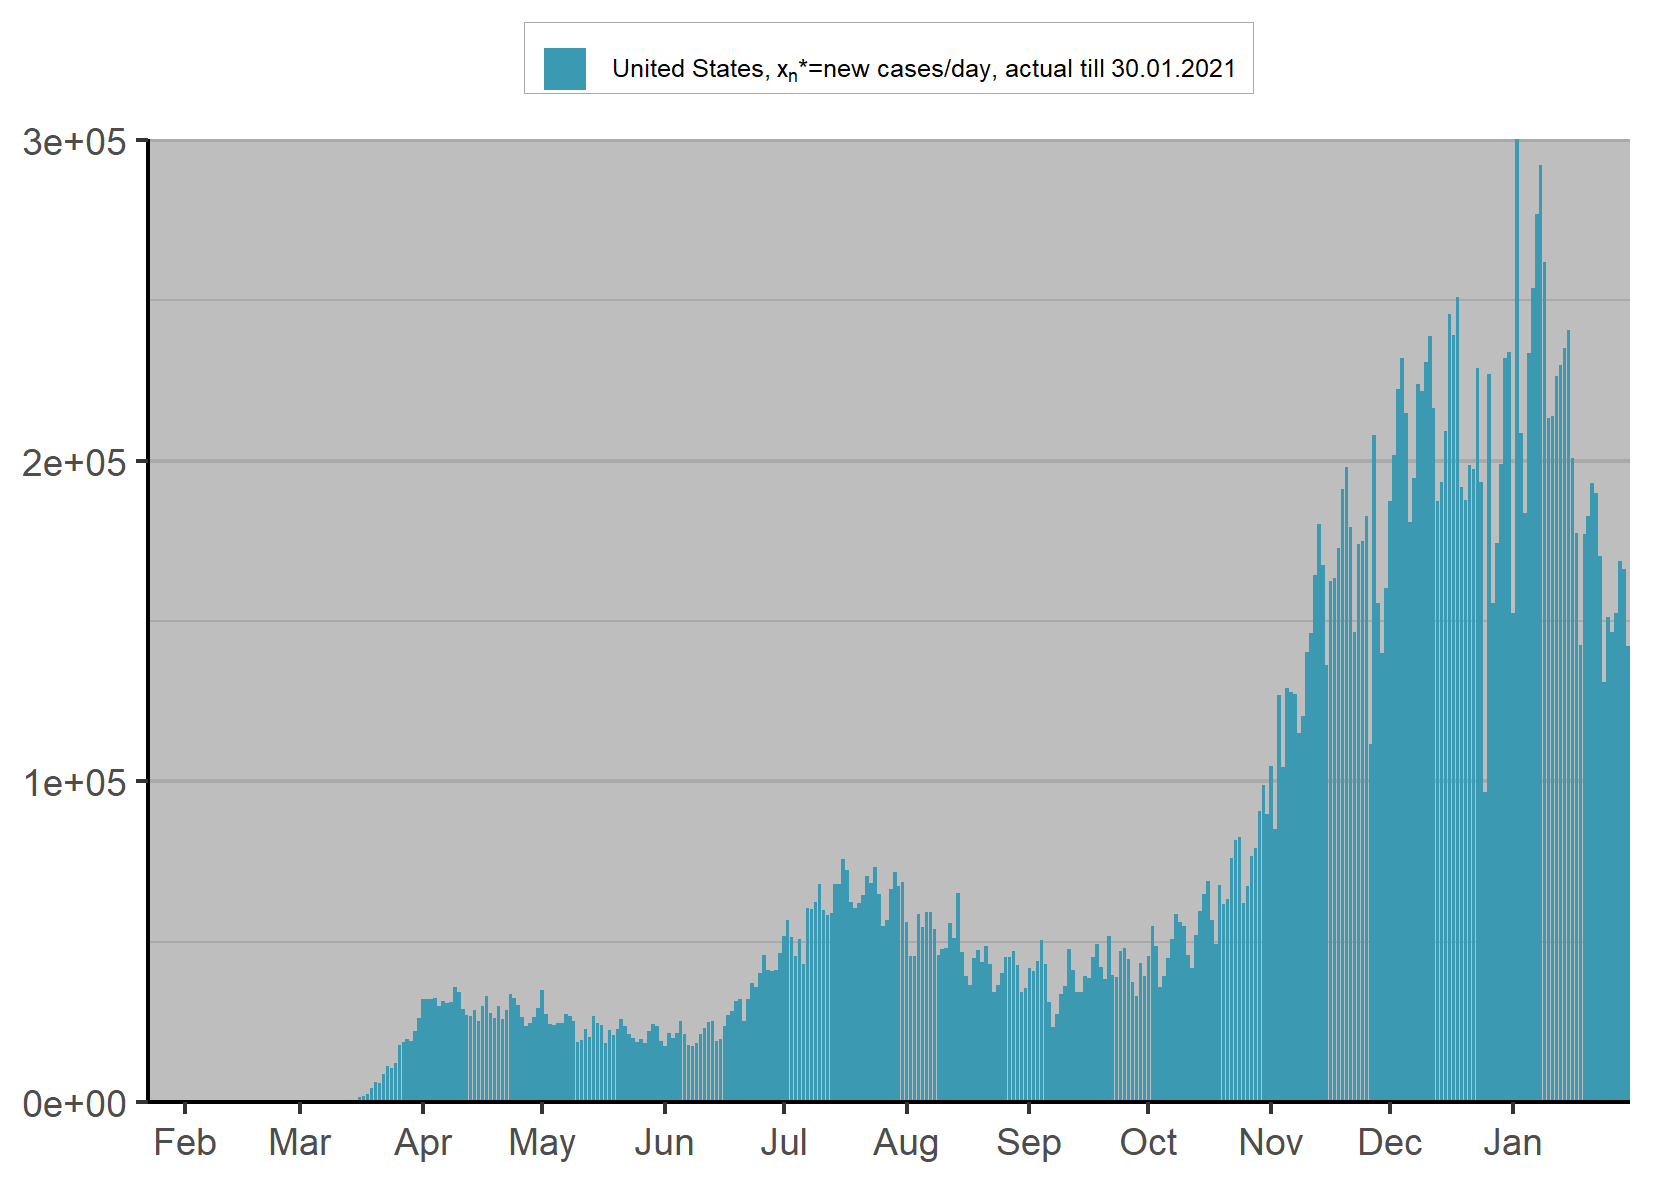 United States, xn*=new cases/day, actual till 30.01.2021
3e+05
2e+05
1e+05
0e+00
Feb Mar Apr May Jun Jul Aug Sep Oct Nov Dec Jan